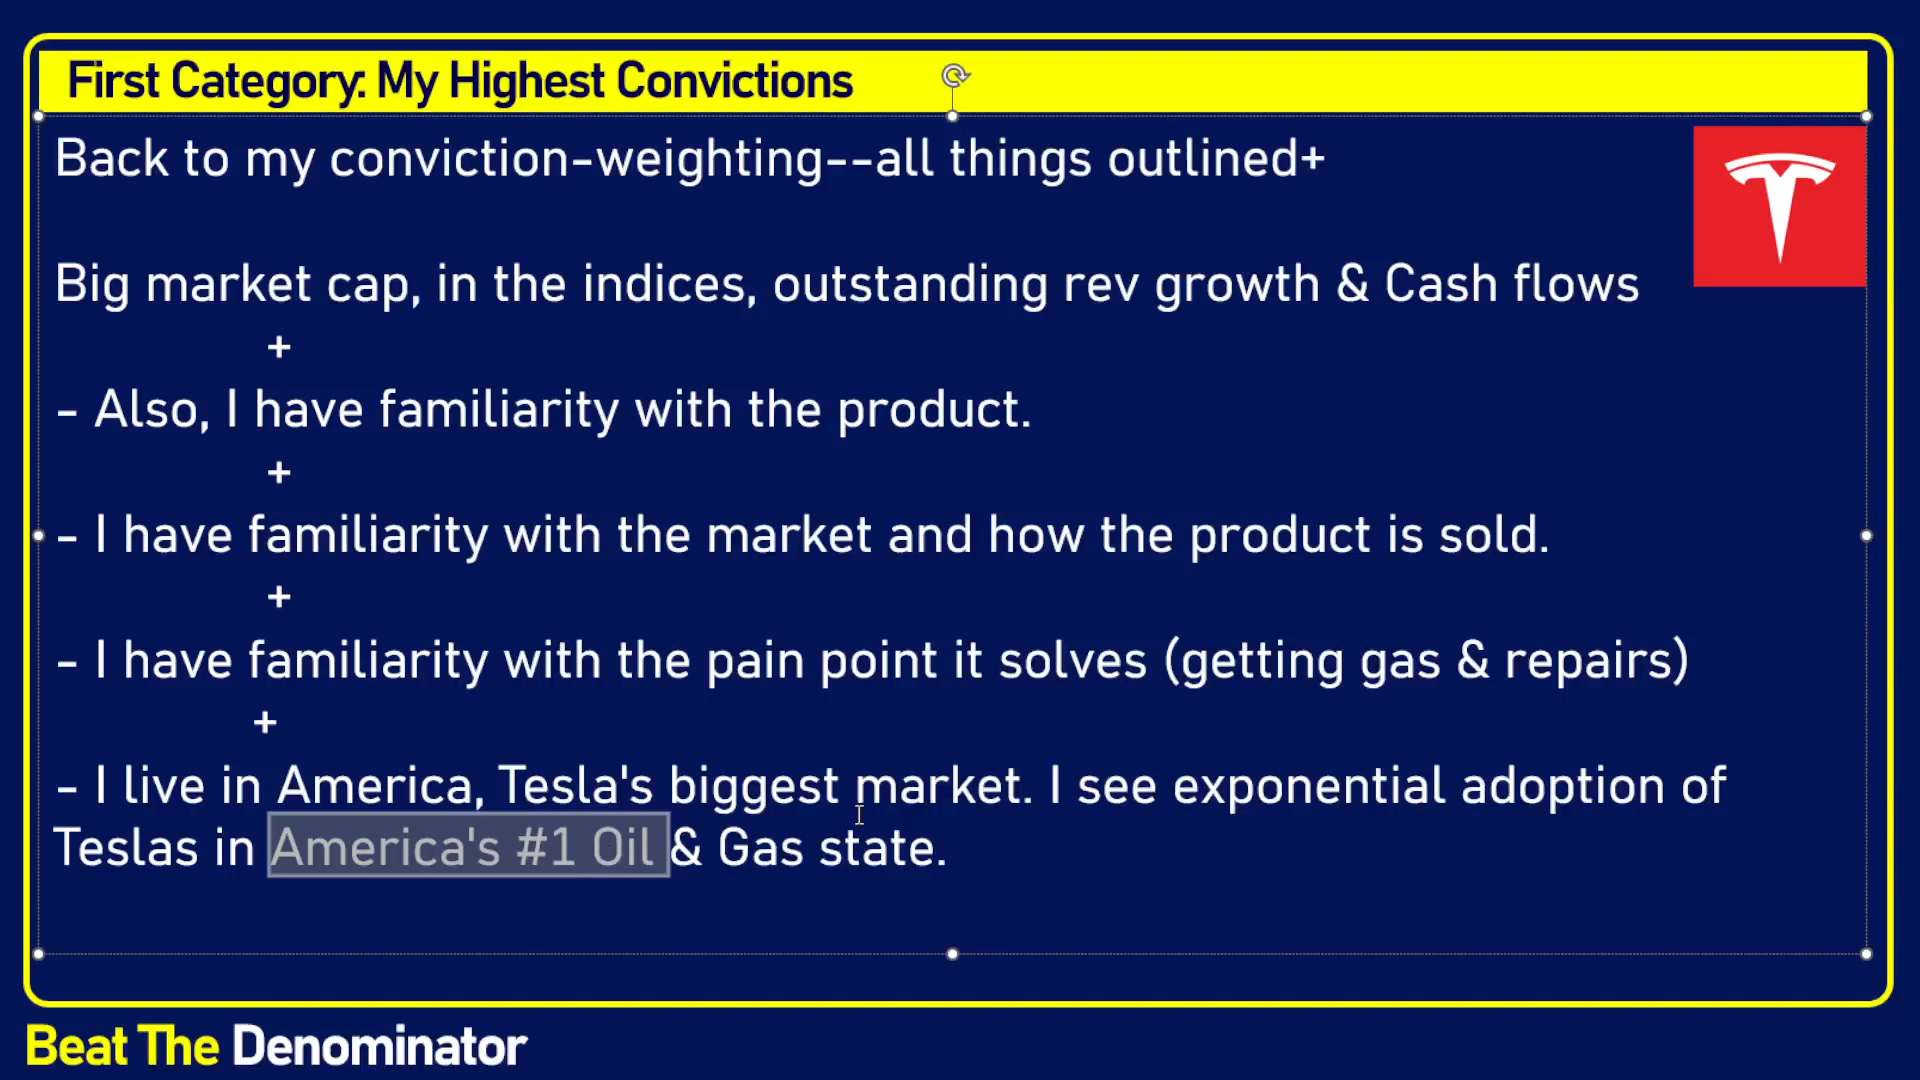 First Category: My Highest Convictions
Back to my conviction-weighting--all things outlined+
Big market cap, in the indices, outstanding rev growth & Cash flows
+
- Also, I have familiarity with the product.
+
- I have familiarity with the market and how the product is sold.
+
- I have familiarity with the pain point it solves (getting gas & repairs)
+
- I live in America, Tesla's biggest market. I see exponential adoption of
Teslas in America's #1 Oil & Gas state.
Beat The Denominator